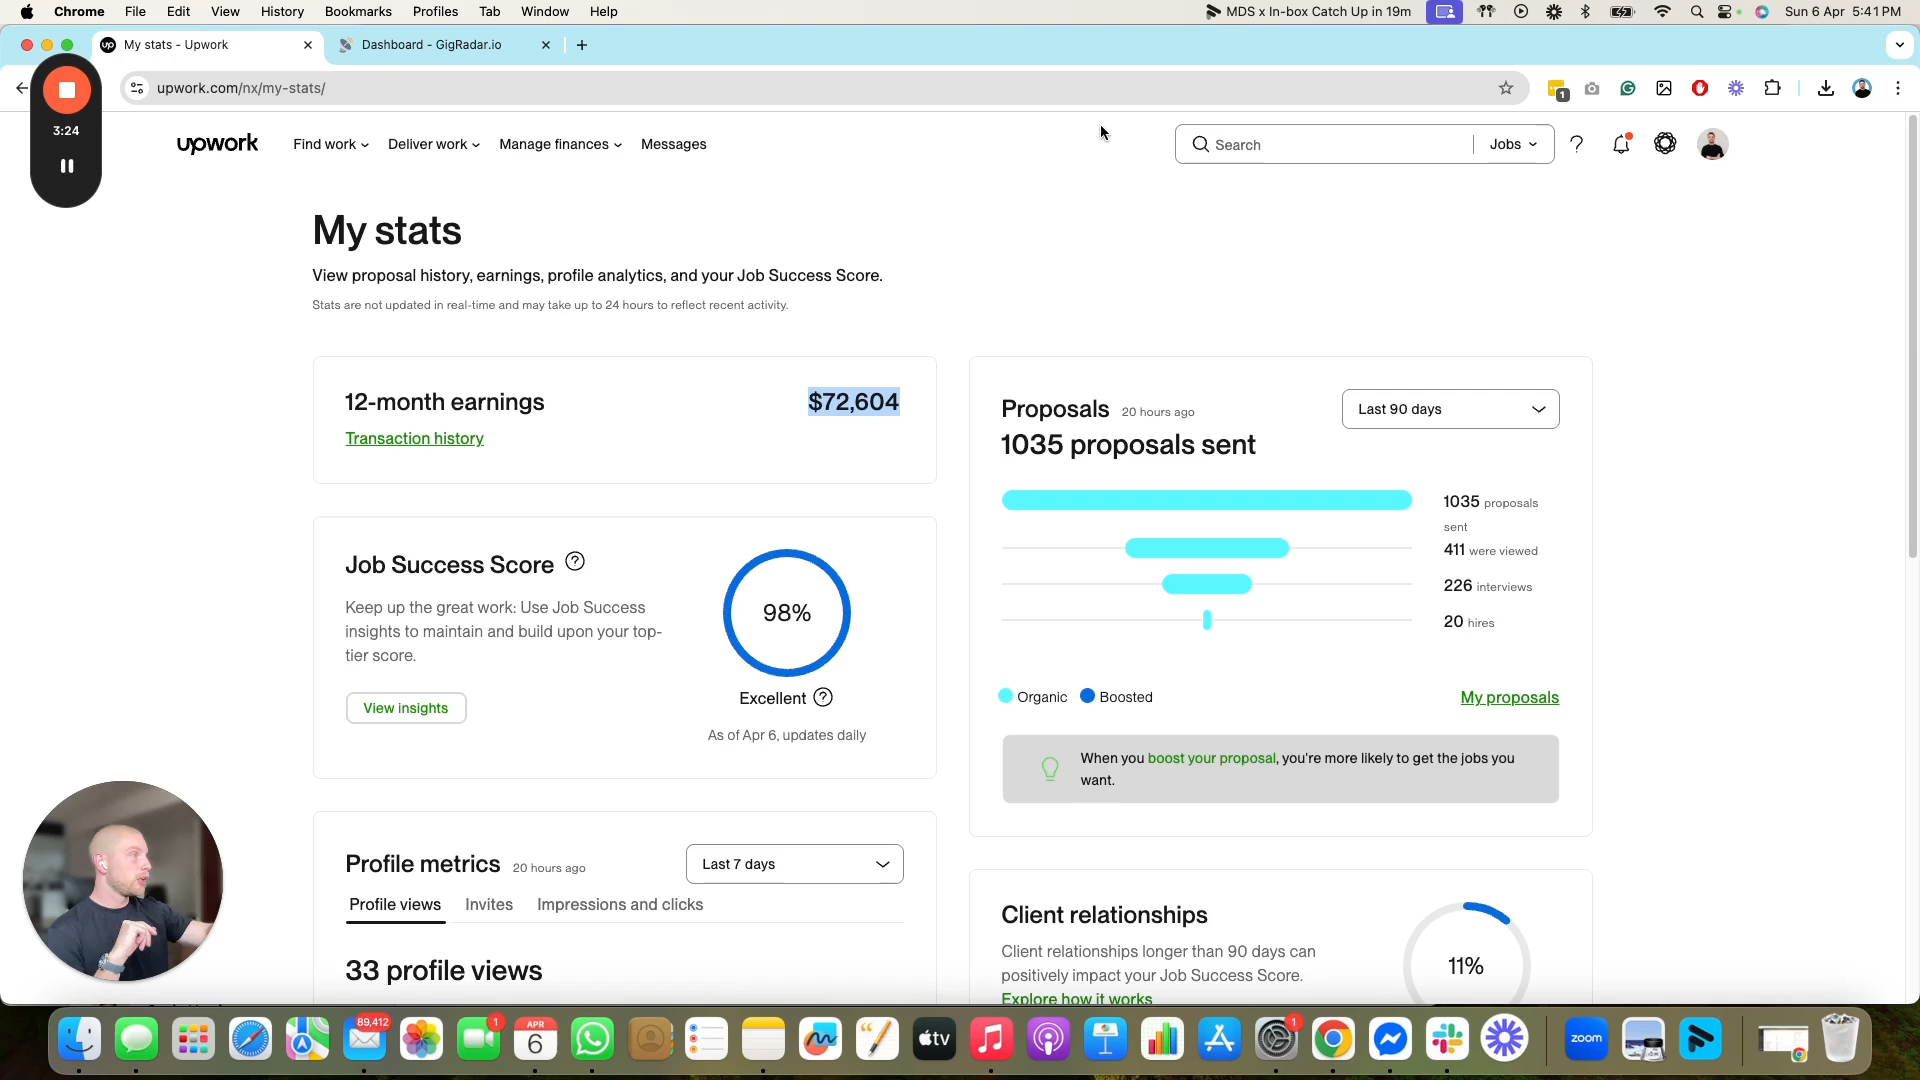 Chrome File Edit View History Bookmarks Profiles Tab Window Help MDS x In-box Catch Up in 19m Sun 6 Apr 5:41 PM
My stats - Upwork Dashboard - GigRadar.io
upwork.com/nx/my-stats/
1
3:24
upwork Find work Deliver work Manage finances Messages Search Jobs
My stats
View proposal history, earnings, profile analytics, and your Job Success Score.
Stats are not updated in real-time and may take up to 24 hours to reflect recent activity.
12-month earnings $72,604
Transaction history
Job Success Score
Keep up the great work: Use Job Success
insights to maintain and build upon your top-
tier score.
View insights
98%
Excellent
As of Apr 6, updates daily
Profile metrics 20 hours ago Last 7 days
Profile views Invites Impressions and clicks
33 profile views
Proposals 20 hours ago Last 90 days
1035 proposals sent
1035 proposals
sent
411 were viewed
226 interviews
20 hires
Organic Boosted My proposals
When you boost your proposal, you're more likely to get the jobs you
want.
Client relationships
Client relationships longer than 90 days can
positively impact your Job Success Score.
Explore how it works
11%
89,412 1 APR 6 tv 1 zoom